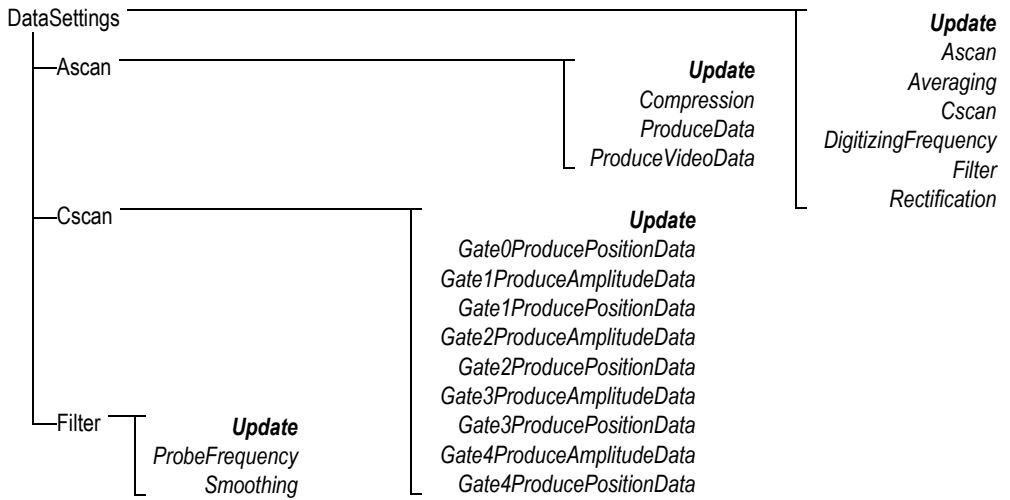 DataSettings
Update
Ascan
Averaging
Cscan
DigitizingFrequency
Filter
Rectification
Ascan
Update
Compression
ProduceData
ProduceVideoData
Cscan
Update
Gate0ProducePositionData
Gate1ProduceAmplitudeData
Gate1ProducePositionData
Gate2ProduceAmplitudeData
Gate2ProducePositionData
Gate3ProduceAmplitudeData
Gate3ProducePositionData
Gate4ProduceAmplitudeData
Gate4ProducePositionData
Filter
Update
ProbeFrequency
Smoothing